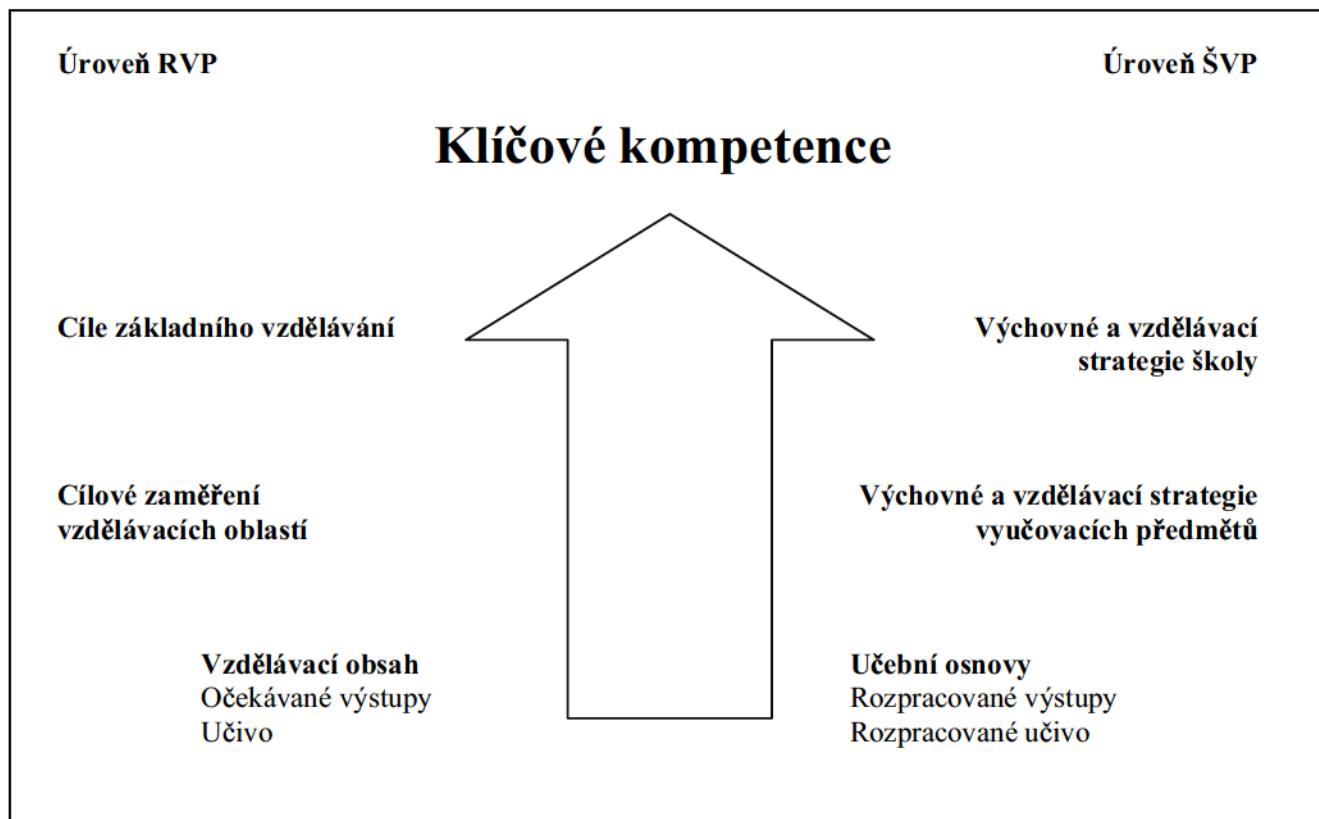 Úroveň RVP
Úroveň ŠVP
Klíčové kompetence
Cíle základního vzdělávání
Výchovné a vzdělávací
strategie školy
Cílové zaměření
vzdělávacích oblastí
Výchovné a vzdělávací strategie
vyučovacích předmětů
Vzdělávací obsah
Očekávané výstupy
Učivo
Učební osnovy
Rozpracované výstupy
Rozpracované učivo